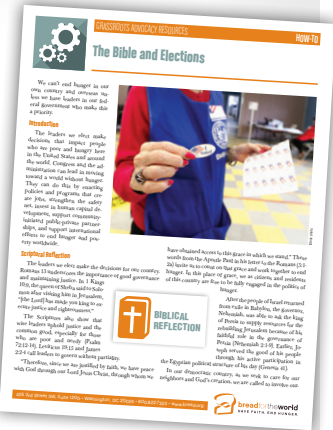 GRASSROOTS ADVOCACY RESOURCES
HOW-TO
The Bible and Elections
We can't end hunger in our
own country and overseas un-
less we have leaders in our fed-
eral government who make this
a priority.
Introduction
The leaders we elect make
decisions that impact people
who are poor and hungry here
in the United States and around
the world. Congress and the ad-
ministration can lead in moving
toward a world without hunger.
They can do this by enacting
policies and programs that cre-
ate jobs, strengthen the safety
net, invest in human capital de-
velopment, support community-
initiated public-private partner-
ships, and support international
efforts to end hunger and pov-
erty worldwide.
Scriptural Reflection
The leaders we elect make the decisions for our country.
Romans 13 underscores the importance of good governance
and maintaining justice. In 1 Kings
10:9, the queen of Sheba said to Solo-
mon after visiting him in Jerusalem,
"[the Lord] has made you king to ex-
ecute justice and righteousness."
The Scriptures also show that
wise leaders uphold justice and the
common good, especially for those
who are poor and needy (Psalm
72:12-14). Leviticus 19:15 and James
2:2-4 call leaders to govern without partiality.
"Therefore, since we are justified by faith, we have peace
with God through our Lord Jesus Christ, through whom we
have obtained access to this grace in which we stand." These
words from the Apostle Paul in his letter to the Romans (5:1-
2a) invite us to count on that grace and work together to end
hunger. In this place of grace, we as citizens and residents
of this country are free to be fully engaged in the politics of
hunger.
BIBLICAL
REFLECTION
After the people of Israel returned
from exile in Babylon, the governor,
Nehemiah, was able to ask the king
of Persia to supply resources for the
rebuilding Jerusalem because of his
faithful role in the governance of
Persia (Nehemiah 2:1-9). Earlier, Jo-
seph served the good of his people
through his active participation in
the Egyptian political structure of his day (Genesis 41).
In our democratic country, as we seek to care for our
neighbors and God's creation, we are called to involve our-
425 3rd Street SW, Suite 1200 • Washington, DC 20024 •
bread for the world
HAVE FAITH. END HUNGER.